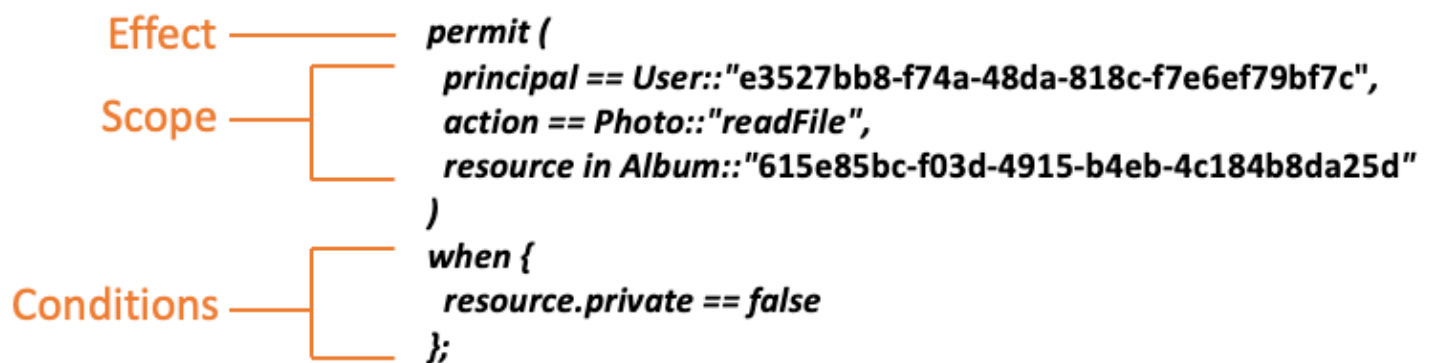 Effect
permit (
Scope
principal == User::"e3527bb8-f74a-48da-818c-f7e6ef79bf7c",
action == Photo::"readFile",
resource in Album::"615e85bc-f03d-4915-b4eb-4c184b8da25d"
)
Conditions
when {
resource.private == false
};